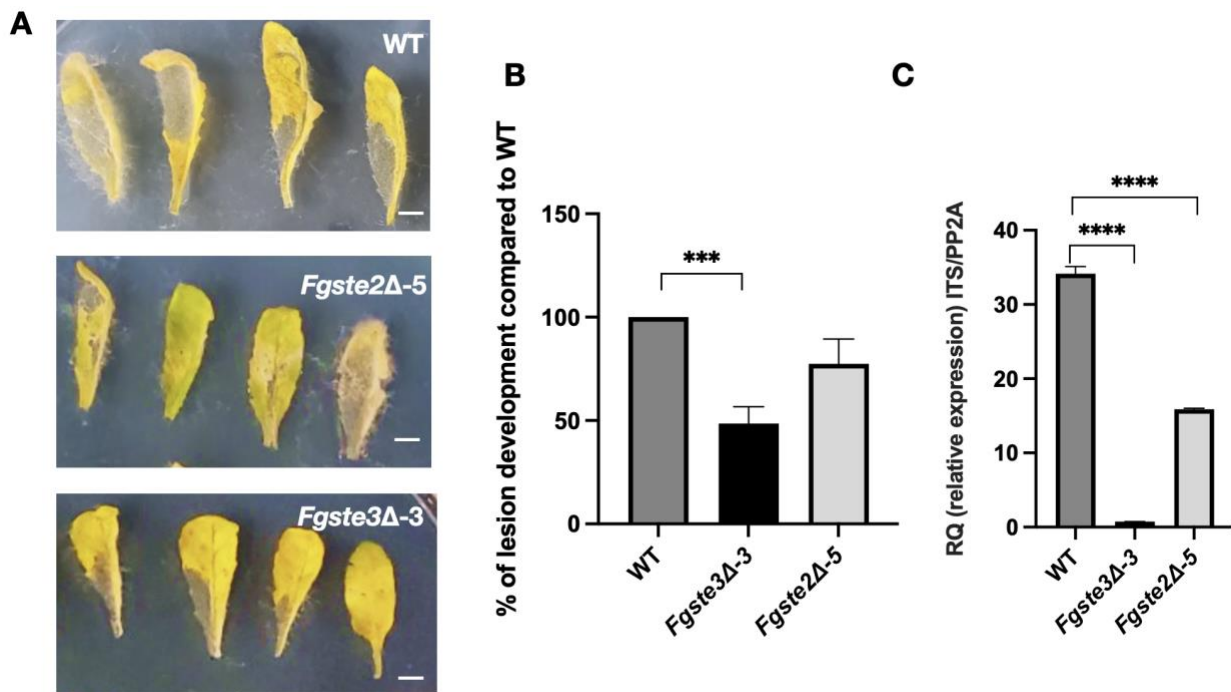 A
WT
Fgste2Δ-5
Fgste3Δ-3
B
% of lesion development compared to WT
150
100
50
0
***
WT
Fgste3Δ-3
Fgste2Δ-5
C
RQ (relative expression) ITS/PP2A
40
30
20
10
0
****
****
WT
Fgste3Δ-3
Fgste2Δ-5